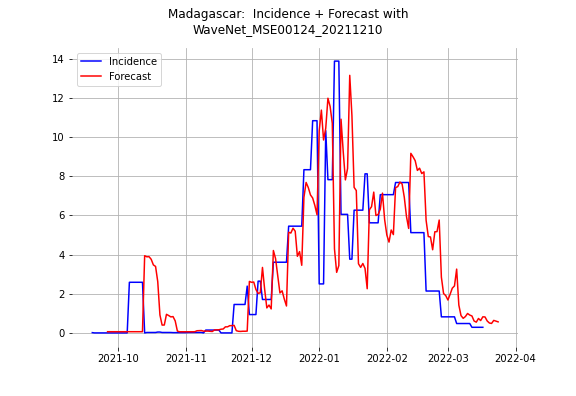 Madagascar:  Incidence + Forecast with
WaveNet_MSE00124_20211210
Incidence
Forecast
14
12
10
8
6
4
2
0
2021-10 2021-11 2021-12 2022-01 2022-02 2022-03 2022-04